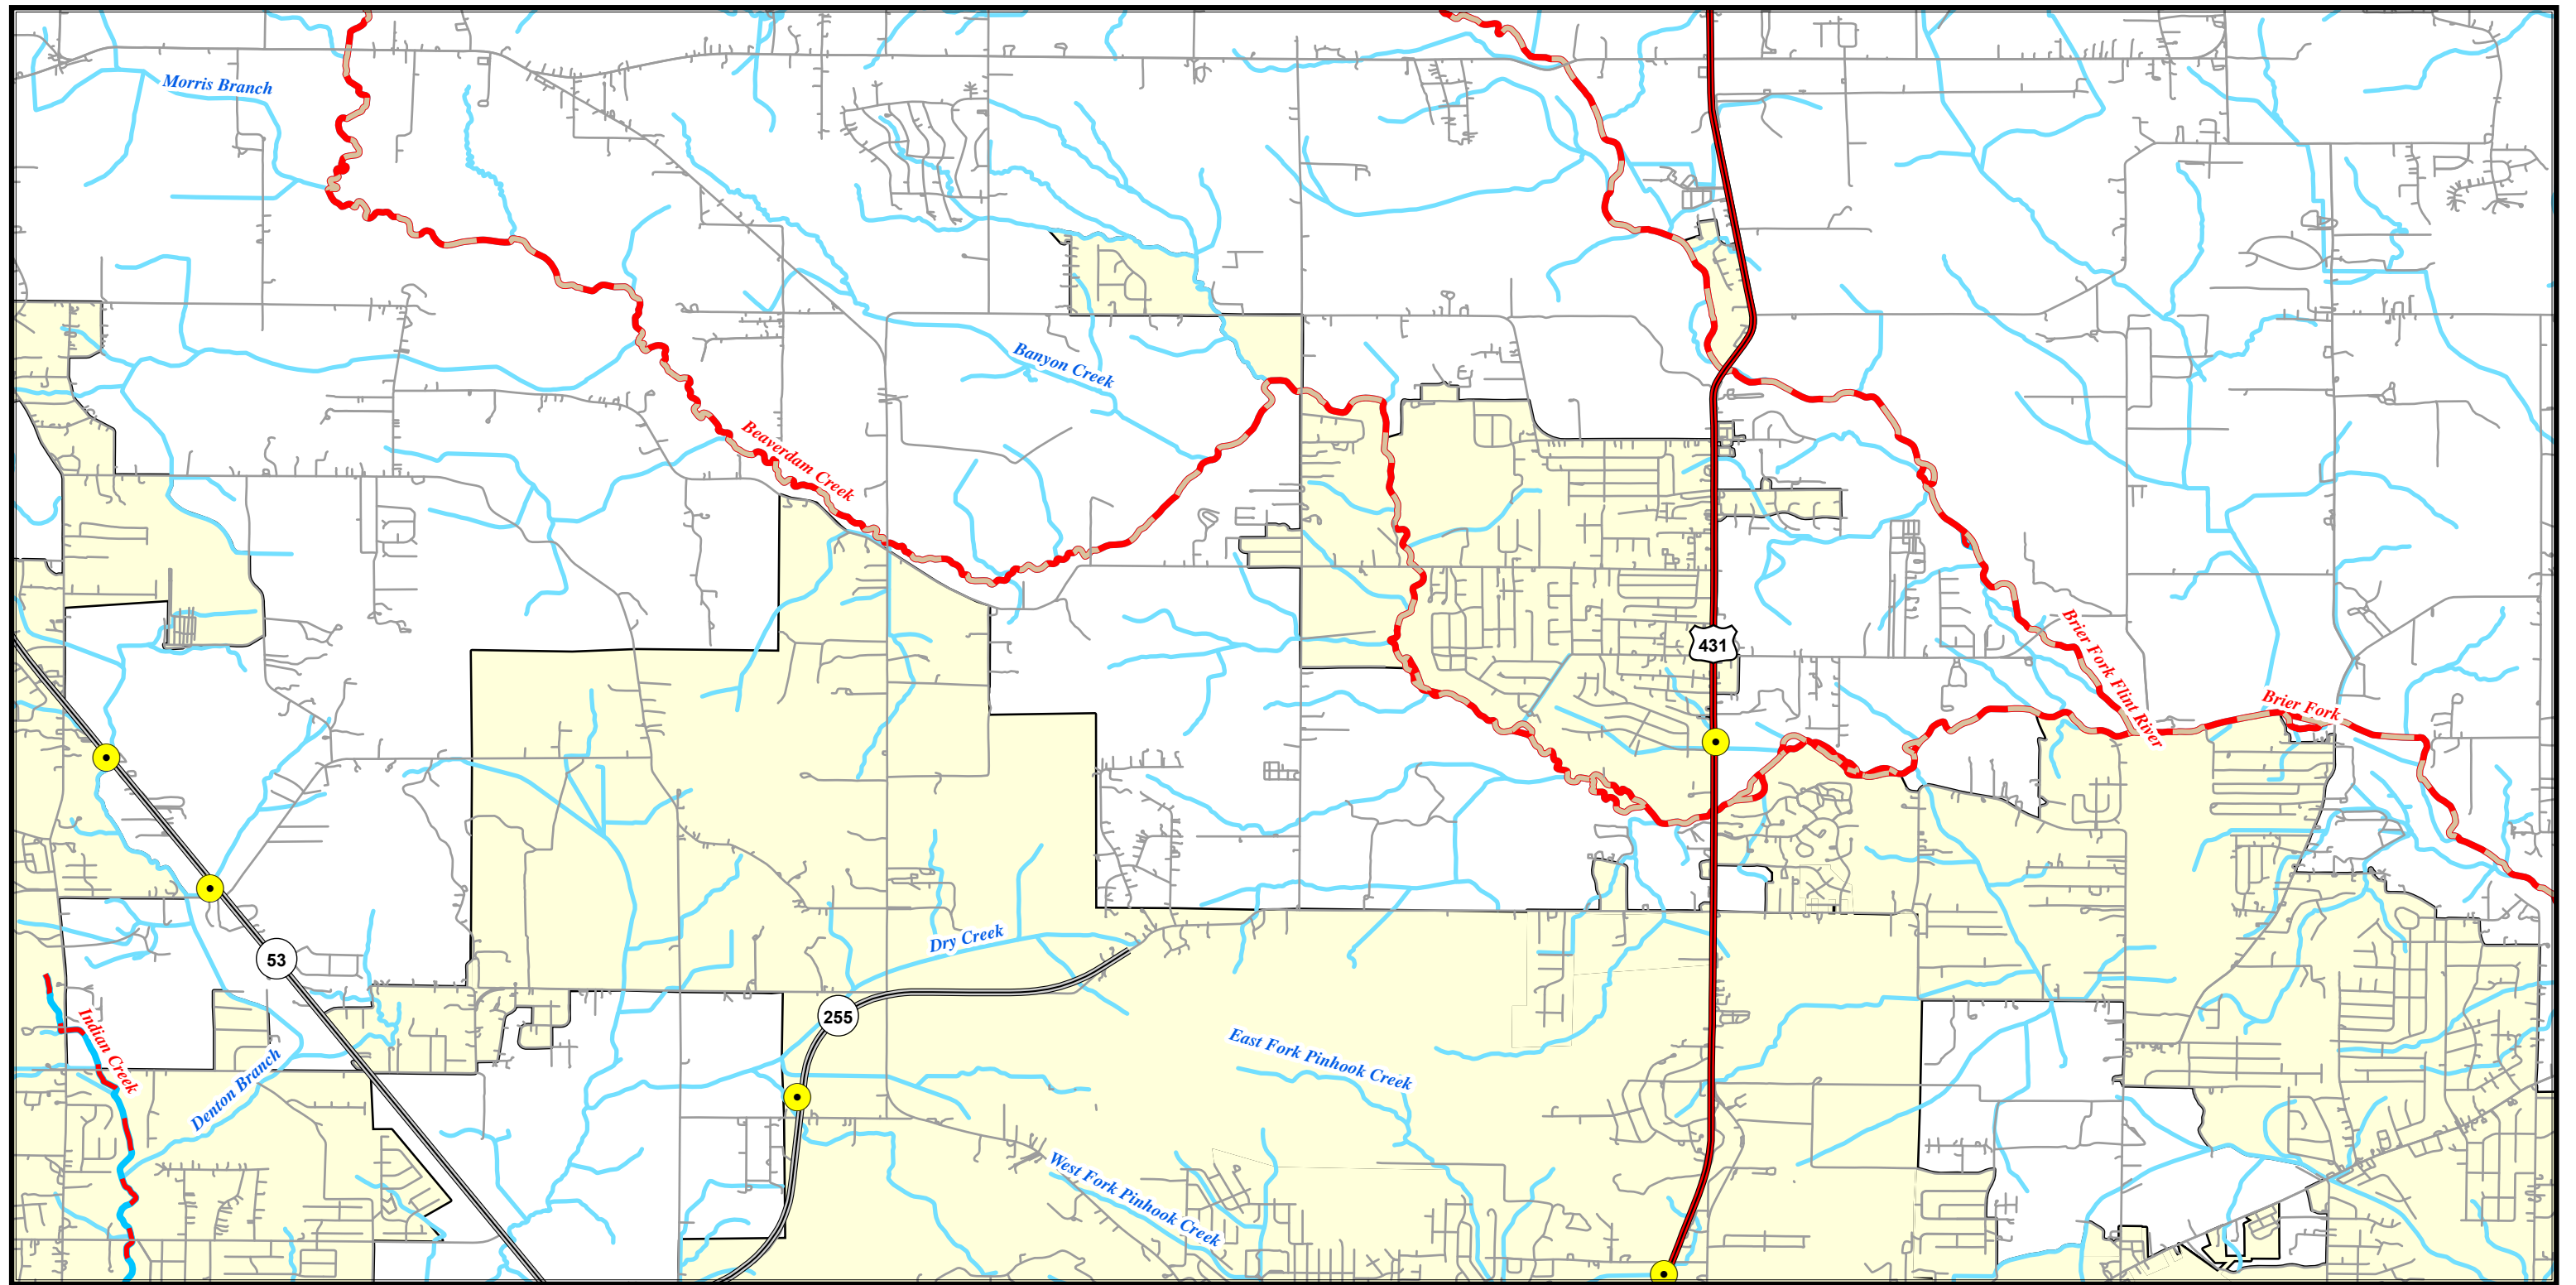 Morris Branch
Banyon Creek
Beaverdam Creek
431
Brier Fork Flint River
Brier Fork
Dry Creek
53
255
Indian Creek
Denton Branch
East Fork Pinhook Creek
West Fork Pinhook Creek